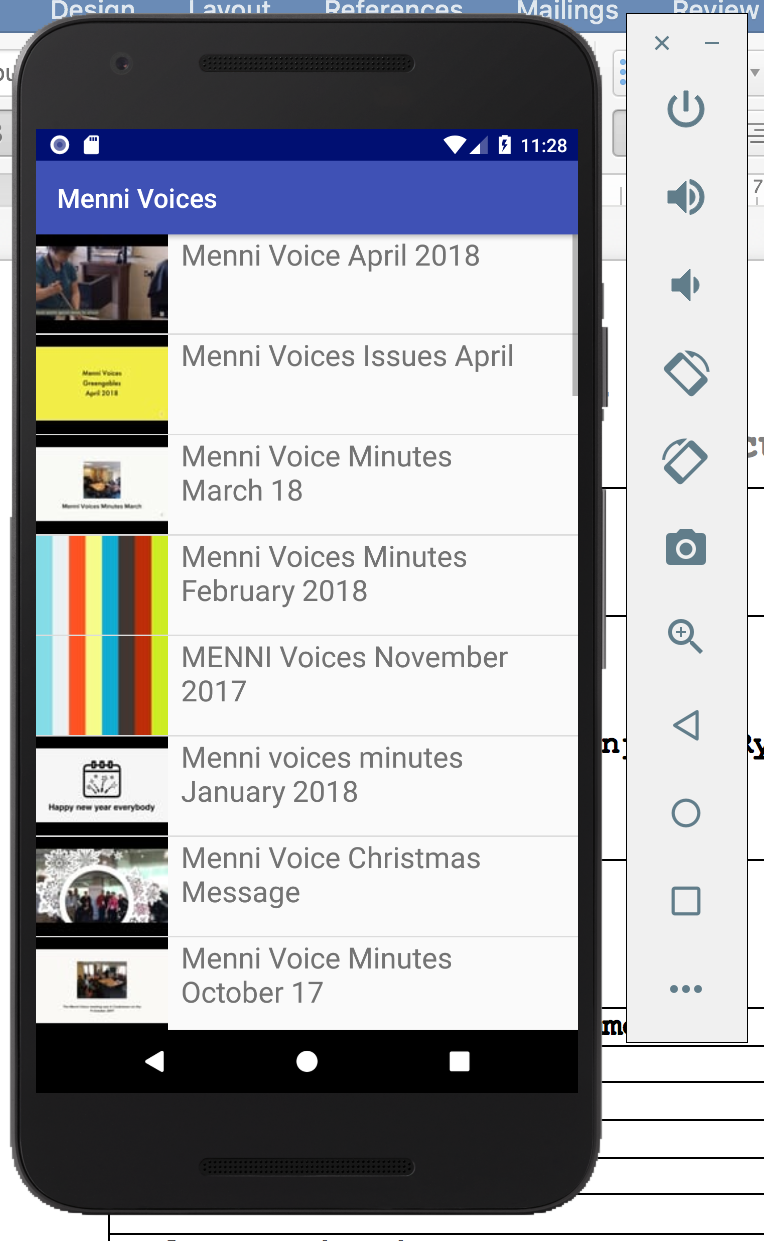 Design Layout References Mailings Review
11:28
Menni Voices
Menni Voice April 2018
Menni Voices
Greengables
April 2018
Menni Voices Issues April
Menni Voice Minutes
March 18
Menni Voices Minutes March
Menni Voices Minutes
February 2018
MENNI Voices November
2017
Menni voices minutes
January 2018
Happy new year everybody
Menni Voice Christmas
Message
Menni Voice Minutes
October 17
7